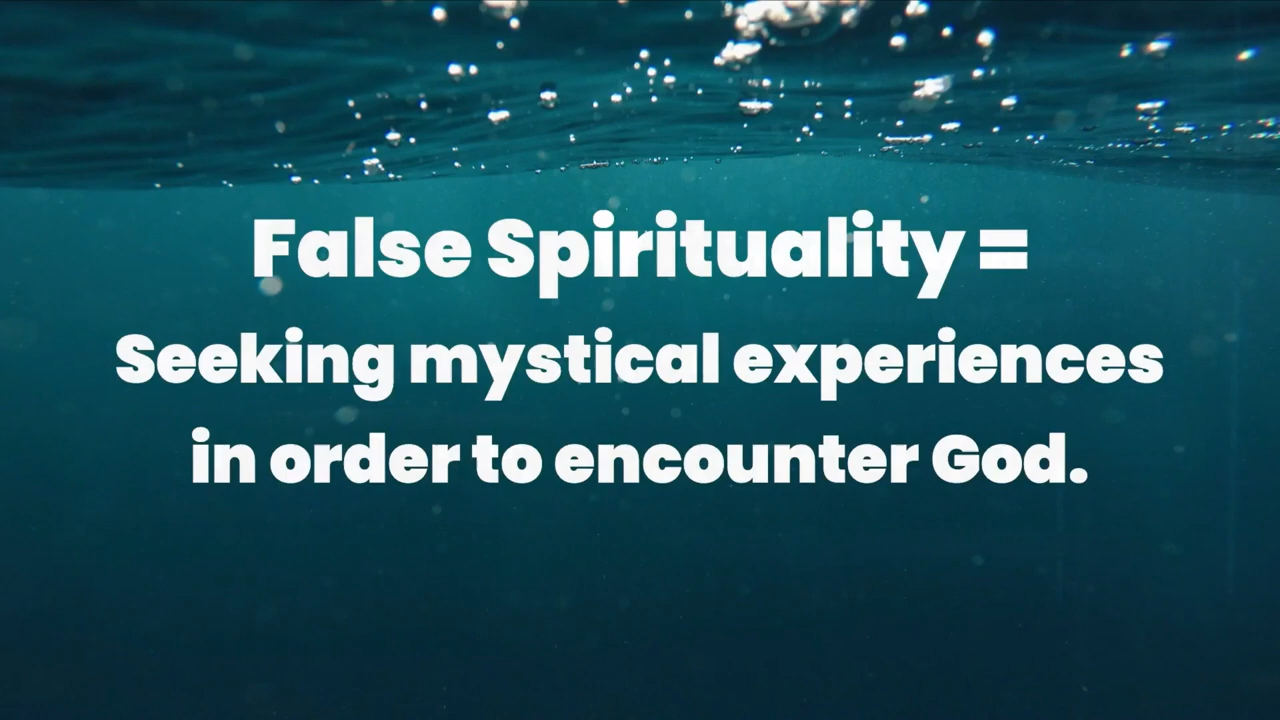 False Spirituality =
Seeking mystical experiences
in order to encounter God.